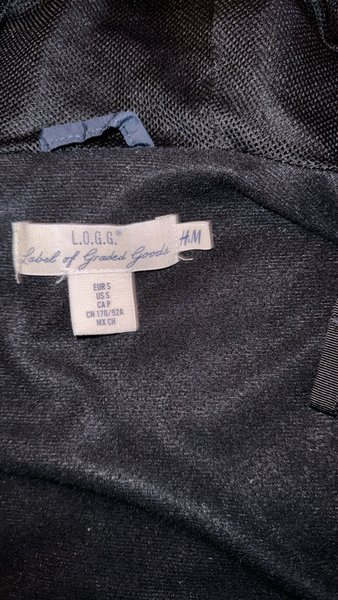 L.O.G.G.® H&M
Label of Graded Goods
EUR S
US S
CA P
CN 170/92A
MX CH